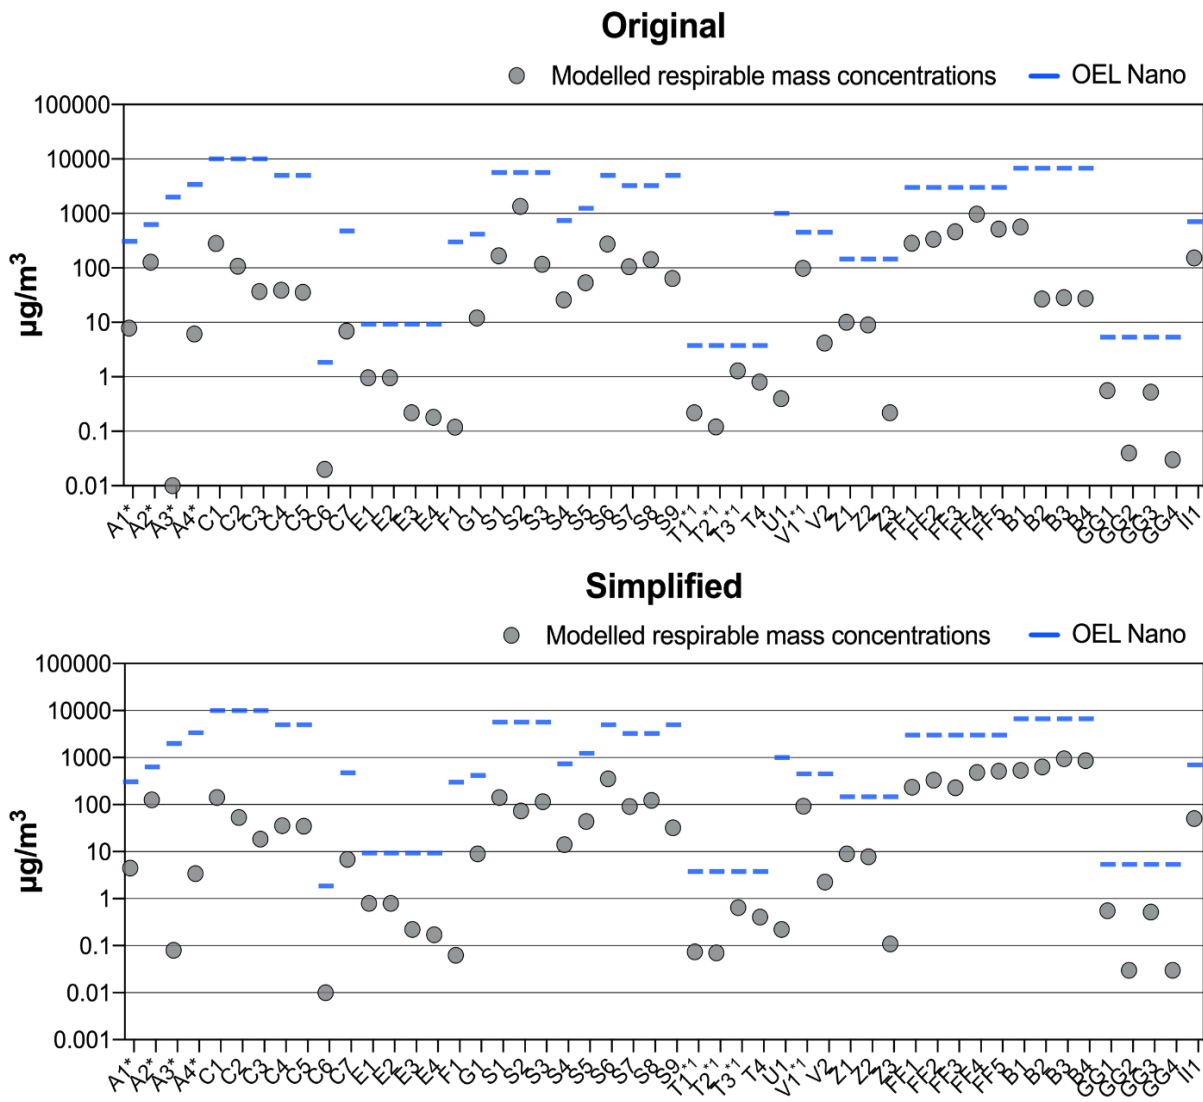 Original
Modelled respirable mass concentrations OEL Nano
100000
10000
1000
100
10
1
0.1
0.01
µg/m³
A1* A2* A3* A4* C1 C2 C3 C4 C5 C6 C7 E1 E2 E3 E4 F1 G1 S1 S2 S3 S4 S5 S6 S7 S8 S9 T1*¹ T2*¹ T3*¹ T4 U1 V1*¹ V2 Z1 Z2 Z3 FF1 FF2 FF3 FF4 FF5 B1 B2 B3 B4 GG1 GG2 GG3 GG4 II1
Simplified
Modelled respirable mass concentrations OEL Nano
100000
10000
1000
100
10
1
0.1
0.01
0.001
µg/m³
A1* A2* A3* A4* C1 C2 C3 C4 C5 C6 C7 E1 E2 E3 E4 F1 G1 S1 S2 S3 S4 S5 S6 S7 S8 S9 T1*¹ T2*¹ T3*¹ T4 U1 V1*¹ V2 Z1 Z2 Z3 FF1 FF2 FF3 FF4 FF5 B1 B2 B3 B4 GG1 GG2 GG3 GG4 II1